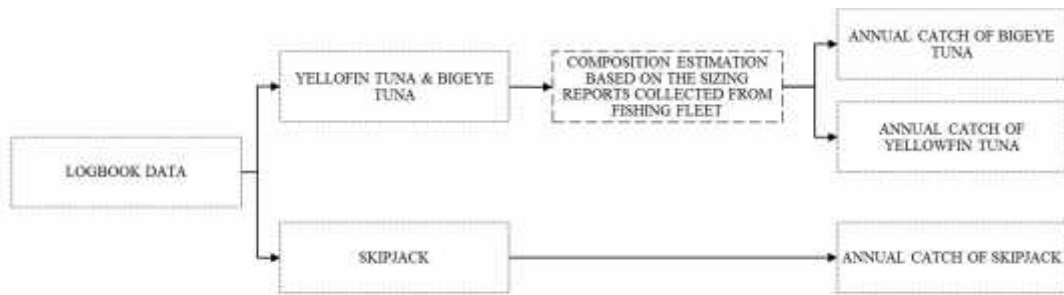 ANNUAL CATCH OF BIGEYE
TUNA
YELLOFIN TUNA & BIGEYE
TUNA
COMPOSITION ESTIMATION
BASED ON THE SIZING
REPORTS COLLECTED FROM
FISHING FLEET
ANNUAL CATCH OF
YELLOWFIN TUNA
LOGBOOK DATA
SKIPJACK
ANNUAL CATCH OF SKIPJACK